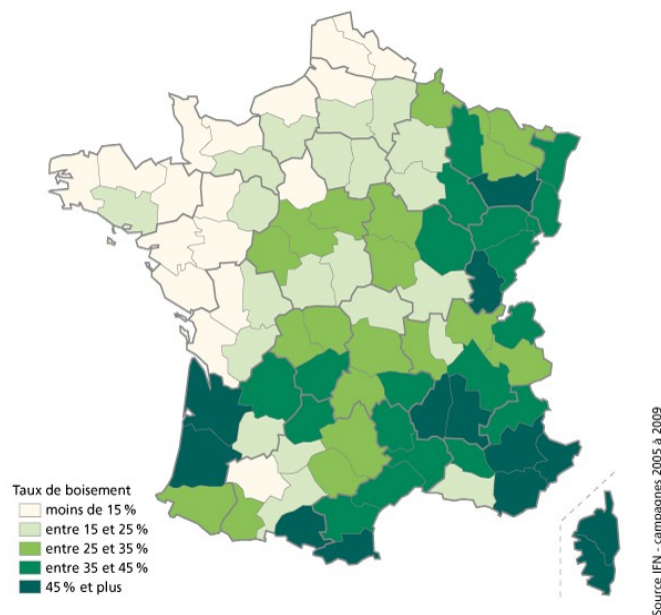 Taux de boisement
moins de 15 %
entre 15 et 25 %
entre 25 et 35 %
entre 35 et 45 %
45 % et plus
Source IFN - campagnes 2005 à 2009